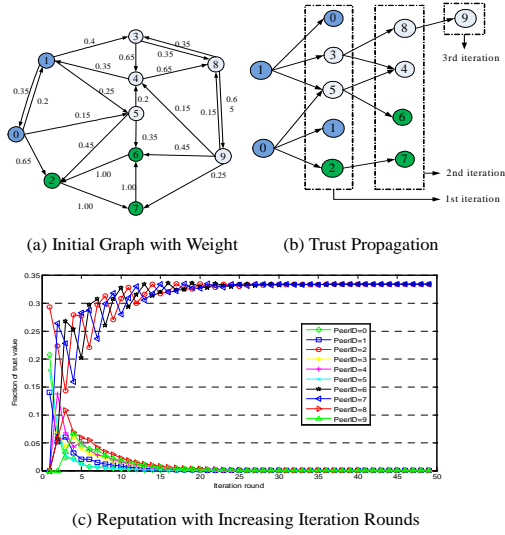 0
8
9
3
0.35
0.4
0.35
1
3
1
8
0.65
0.35
3rd iteration
0.35
4
4
0.35
0.25
0.2
5
0.6
5
0.2
0.15
5
0.15
0.15
6
0
0.45
0.35
0
1
0.65
6
0.45
9
2
1.00
0.25
2
7
2nd iteration
1.00
1.00
7
1st iteration
(a) Initial Graph with Weight
(b) Trust Propagation
0.35
0.3
0.25
0.2
0.15
0.1
0.05
0
Fraction of trust value
PeerID=0
PeerID=1
PeerID=2
PeerID=3
PeerID=4
PeerID=5
PeerID=6
PeerID=7
PeerID=8
PeerID=9
0 5 10 15 20 25 30 35 40 45 50
Iteration round
(c) Reputation with Increasing Iteration Rounds